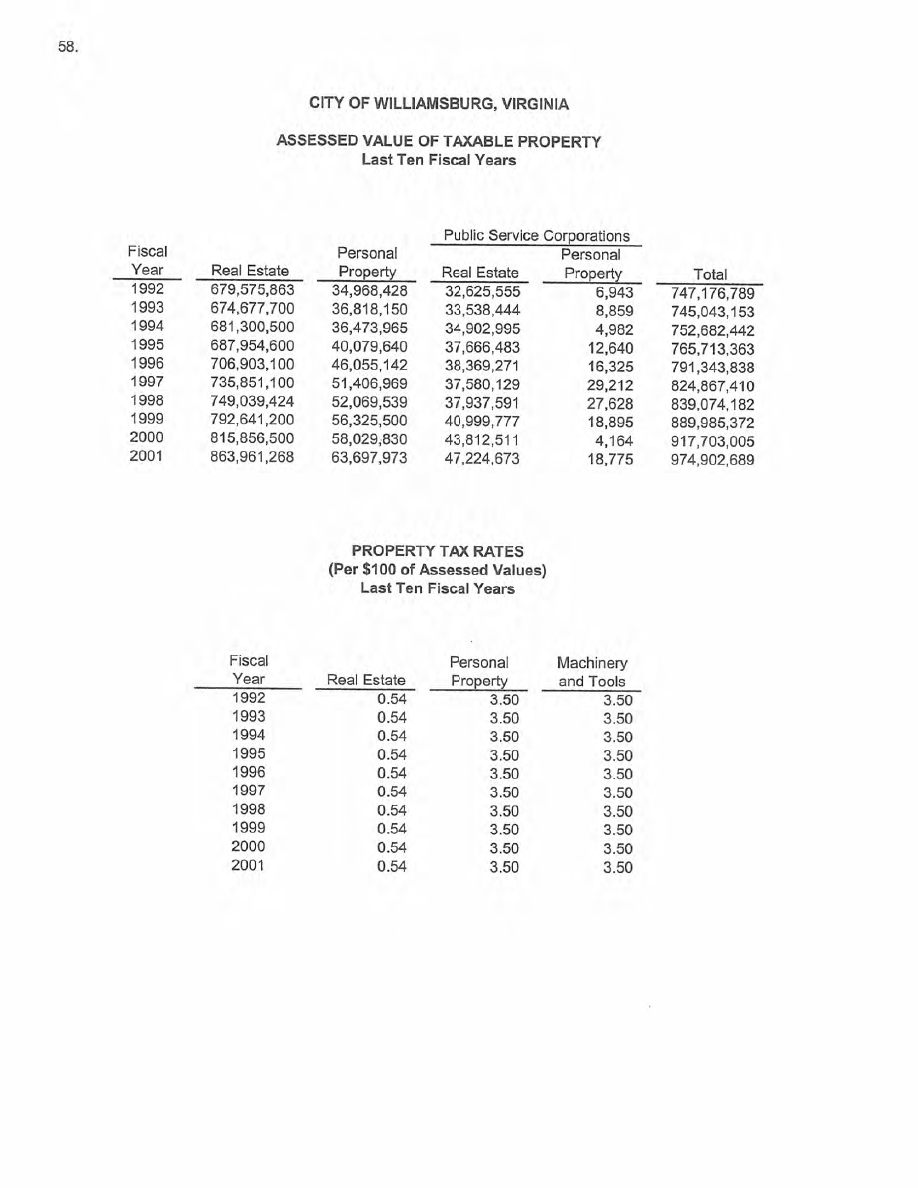 58.
CITY OF WILLIAMSBURG, VIRGINIA
ASSESSED VALUE OF TAXABLE PROPERTY
Last Ten Fiscal Years
Public Service Corporations
Fiscal Personal Personal
Year Real Estate Property Real Estate Property Total
1992 679,575,863 34,968,428 32,625,555 6,943 747,176,789
1993 674,677,700 36,818,150 33,538,444 8,859 745,043,153
1994 681,300,500 36,473,965 34,902,995 4,982 752,682,442
1995 687,954,600 40,079,640 37,666,483 12,640 765,713,363
1996 706,903,100 46,055,142 38,369,271 16,325 791,343,838
1997 735,851,100 51,406,969 37,580,129 29,212 824,867,410
1998 749,039,424 52,069,539 37,937,591 27,628 839,074,182
1999 792,641,200 56,325,500 40,999,777 18,895 889,985,372
2000 815,856,500 58,029,830 43,812,511 4,164 917,703,005
2001 863,961,268 63,697,973 47,224,673 18,775 974,902,689
PROPERTY TAX RATES
(Per $100 of Assessed Values)
Last Ten Fiscal Years
Fiscal Personal Machinery
Year Real Estate Property and Tools
1992 0.54 3.50 3.50
1993 0.54 3.50 3.50
1994 0.54 3.50 3.50
1995 0.54 3.50 3.50
1996 0.54 3.50 3.50
1997 0.54 3.50 3.50
1998 0.54 3.50 3.50
1999 0.54 3.50 3.50
2000 0.54 3.50 3.50
2001 0.54 3.50 3.50